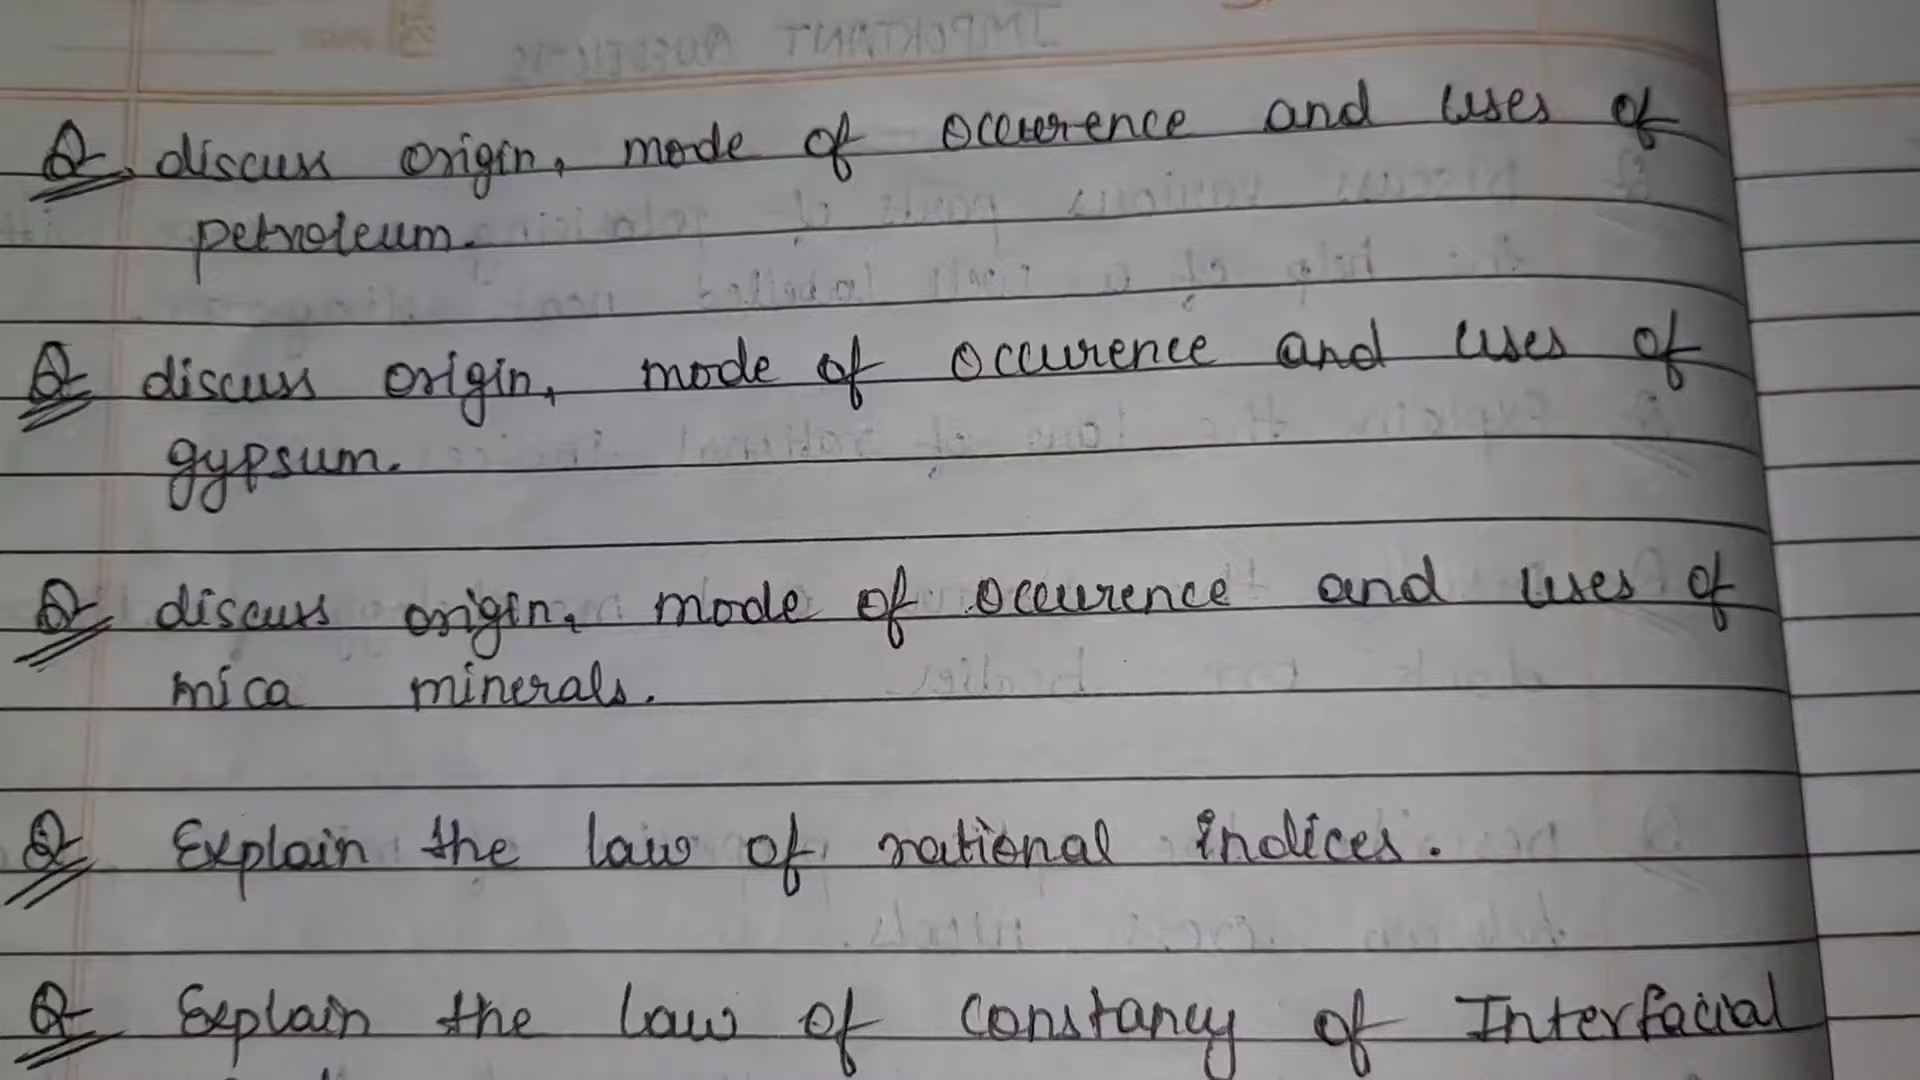 Q. discuss origin, mode of occurrence and uses of
petroleum.
Q discuss origin, mode of occurence and uses of
gypsum.
Q discuss origin, mode of occurence and uses of
mica minerals.
Q Explain the law of rational indices.
Q Explain the law of constancy of Interfacial